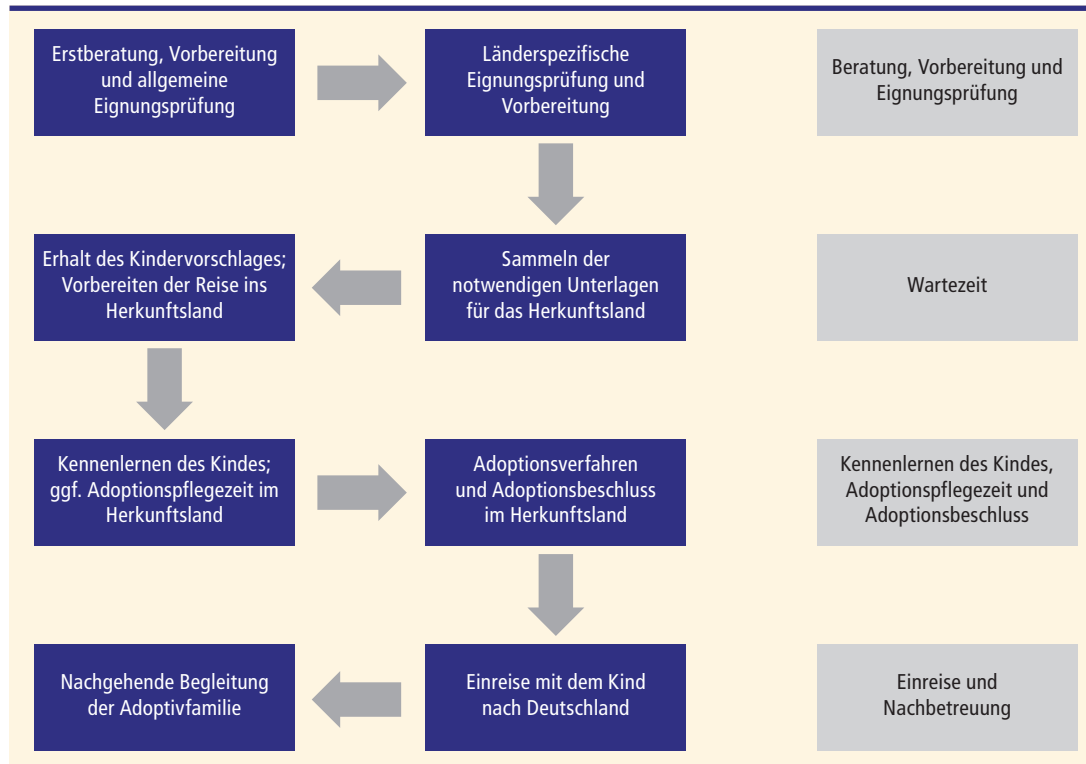 Erstberatung, Vorbereitung
und allgemeine
Eignungsprüfung
Länderspezifische
Eignungsprüfung und
Vorbereitung
Beratung, Vorbereitung und
Eignungsprüfung
Erhalt des Kindervorschlages;
Vorbereiten der Reise ins
Herkunftsland
Sammeln der
notwendigen Unterlagen
für das Herkunftsland
Wartezeit
Kennenlernen des Kindes;
ggf. Adoptionspflegezeit im
Herkunftsland
Adoptionsverfahren
und Adoptionsbeschluss
im Herkunftsland
Kennenlernen des Kindes,
Adoptionspflegezeit und
Adoptionsbeschluss
Nachgehende Begleitung
der Adoptivfamilie
Einreise mit dem Kind
nach Deutschland
Einreise und
Nachbetreuung